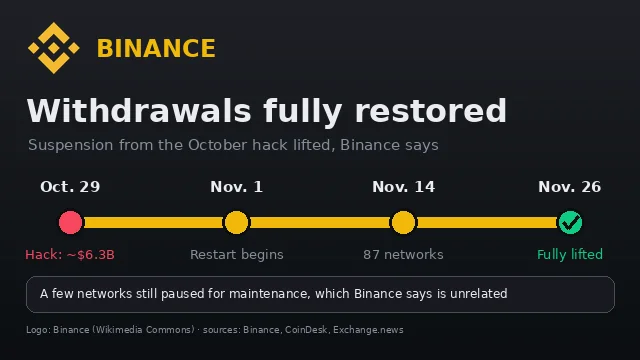 BINANCE
Withdrawals fully restored
Suspension from the October hack lifted, Binance says
Oct. 29 Nov. 1 Nov. 14 Nov. 26
Hack: ~$6.3B Restart begins 87 networks Fully lifted
A few networks still paused for maintenance, which Binance says is unrelated
Logo: Binance (Wikimedia Commons) · sources: Binance, CoinDesk, Exchange.news